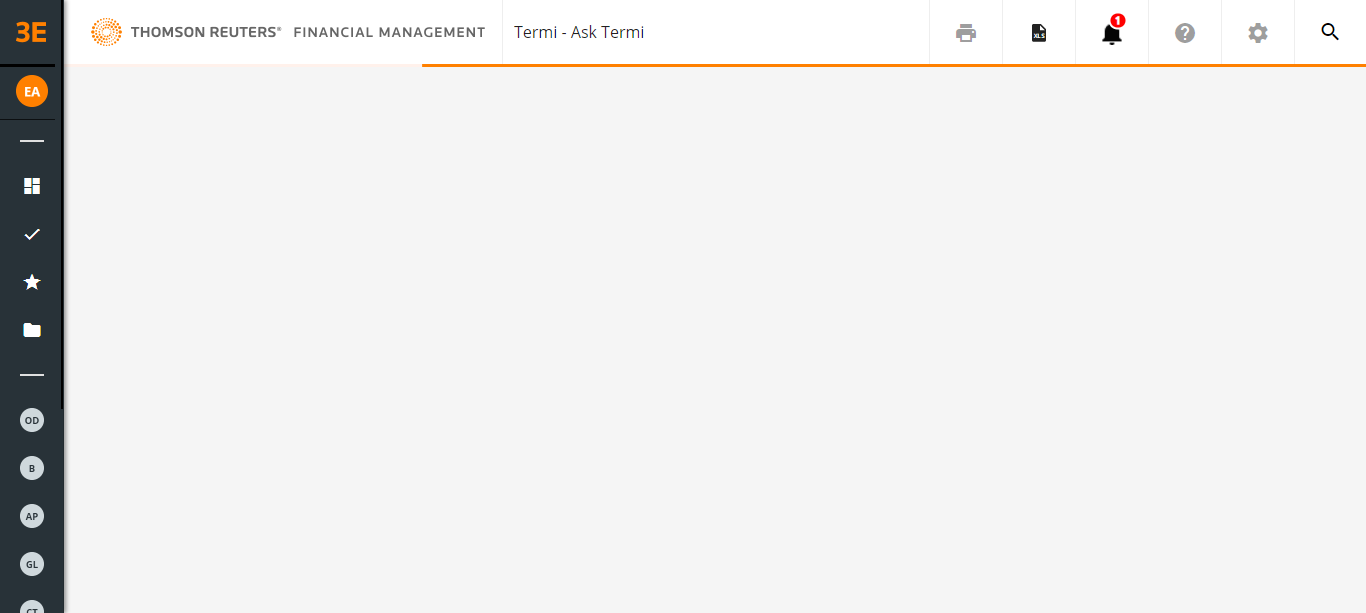 3E
THOMSON REUTERS® FINANCIAL MANAGEMENT
Termi - Ask Termi
XLS
1
?
EA
OD
B
AP
GL
CT